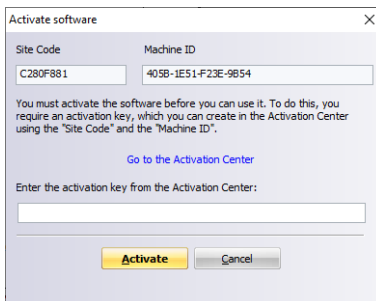 Activate software
Site Code Machine ID
C280F881 405B-1E51-F23E-9B54
You must activate the software before you can use it. To do this, you
require an activation key, which you can create in the Activation Center
using the "Site Code" and the "Machine ID".
Go to the Activation Center
Enter the activation key from the Activation Center:
Activate Cancel